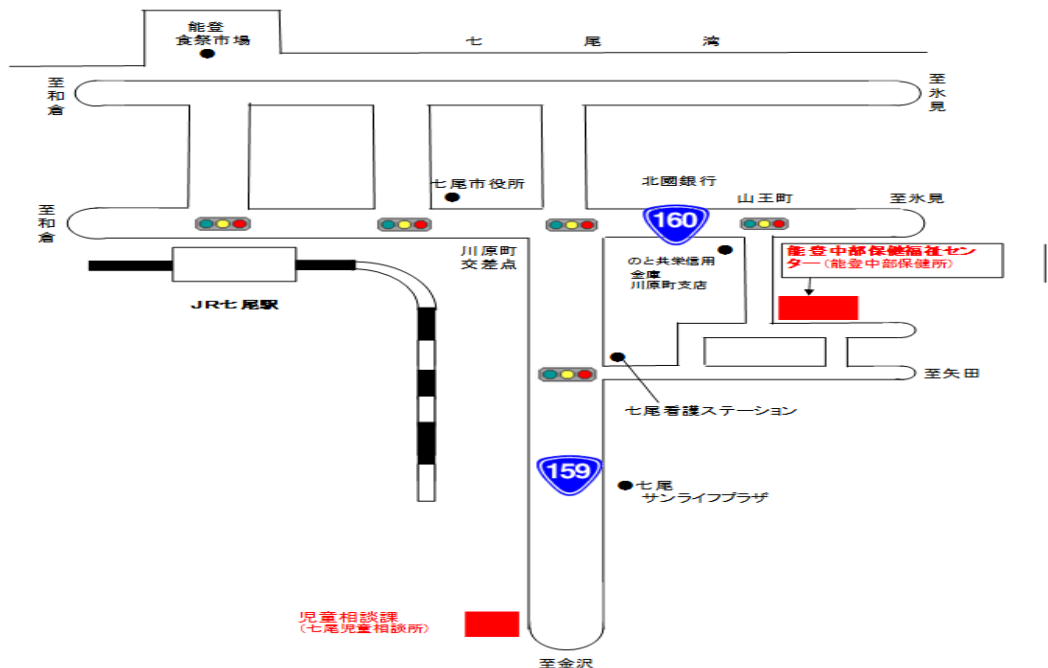 能登
食祭市場
七尾湾
至和倉
至氷見
七尾市役所
北國銀行
山王町
至氷見
至和倉
160
川原町
交差点
のと共栄信用
金庫
川原町支店
能登中部保健福祉セン
ター(能登中部保健所)
JR七尾駅
至矢田
七尾看護ステーション
159
七尾
サンライフプラザ
児童相談課
(七尾児童相談所)
至金沢